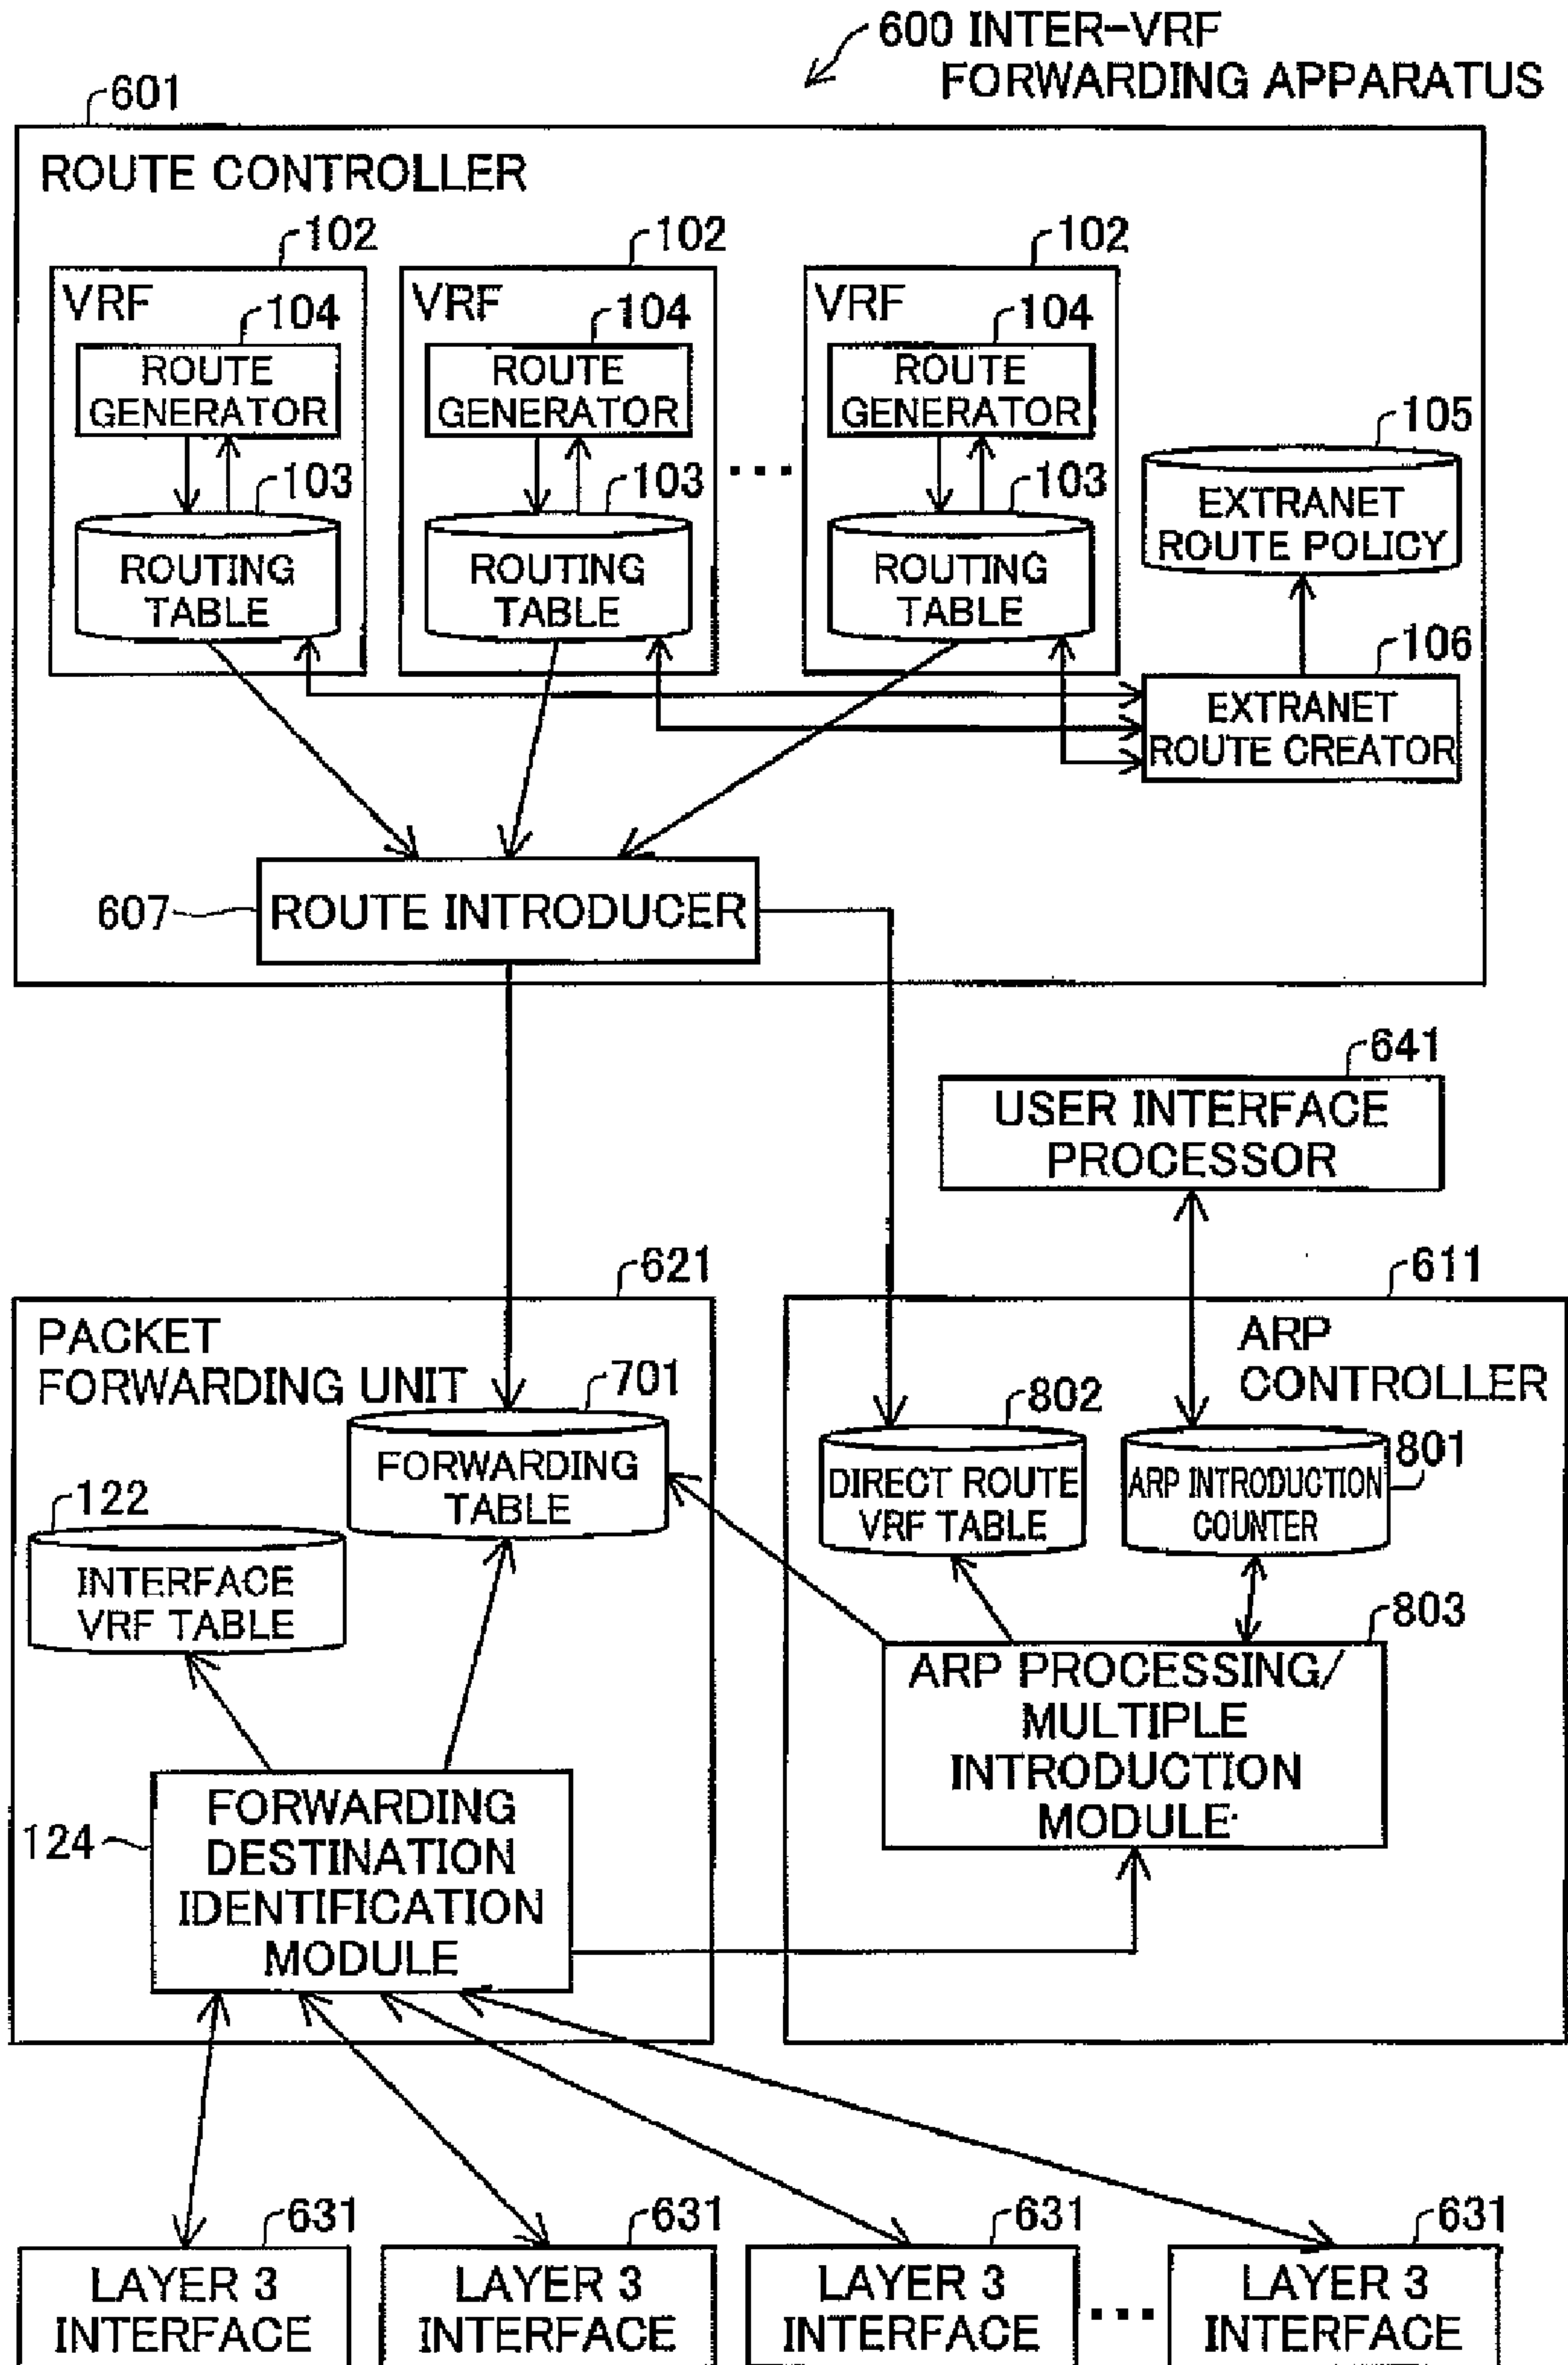 600 INTER-VRF
FORWARDING APPARATUS
601
ROUTE CONTROLLER
102
102
102
VRF
VRF
VRF
104
104
104
ROUTE
GENERATOR
ROUTE
GENERATOR
ROUTE
GENERATOR
105
EXTRANET
ROUTE POLICY
103
103
...
103
ROUTING
TABLE
ROUTING
TABLE
ROUTING
TABLE
106
EXTRANET
ROUTE CREATOR
607
ROUTE INTRODUCER
641
USER INTERFACE
PROCESSOR
621
PACKET
FORWARDING UNIT
701
FORWARDING
TABLE
122
INTERFACE
VRF TABLE
124
FORWARDING
DESTINATION
IDENTIFICATION
MODULE
611
ARP
CONTROLLER
802
DIRECT ROUTE
VRF TABLE
801
ARP INTRODUCTION
COUNTER
803
ARP PROCESSING/
MULTIPLE
INTRODUCTION
MODULE
631
LAYER 3
INTERFACE
631
LAYER 3
INTERFACE
631
LAYER 3
INTERFACE
...
631
LAYER 3
INTERFACE